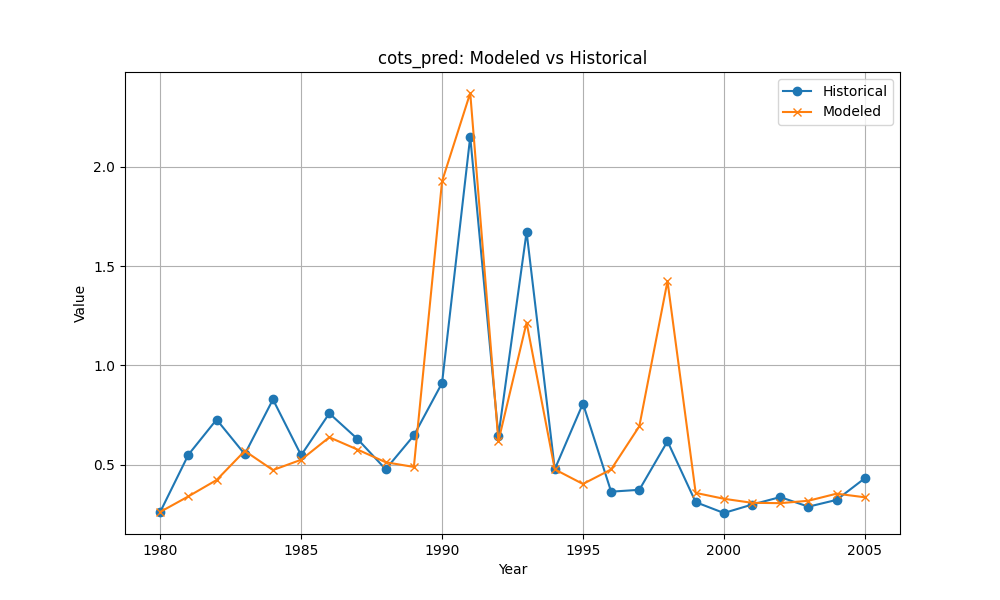 cots_pred: Modeled vs Historical
Historical
Modeled
Value
2.0
1.5
1.0
0.5
1980
1985
1990
1995
2000
2005
Year